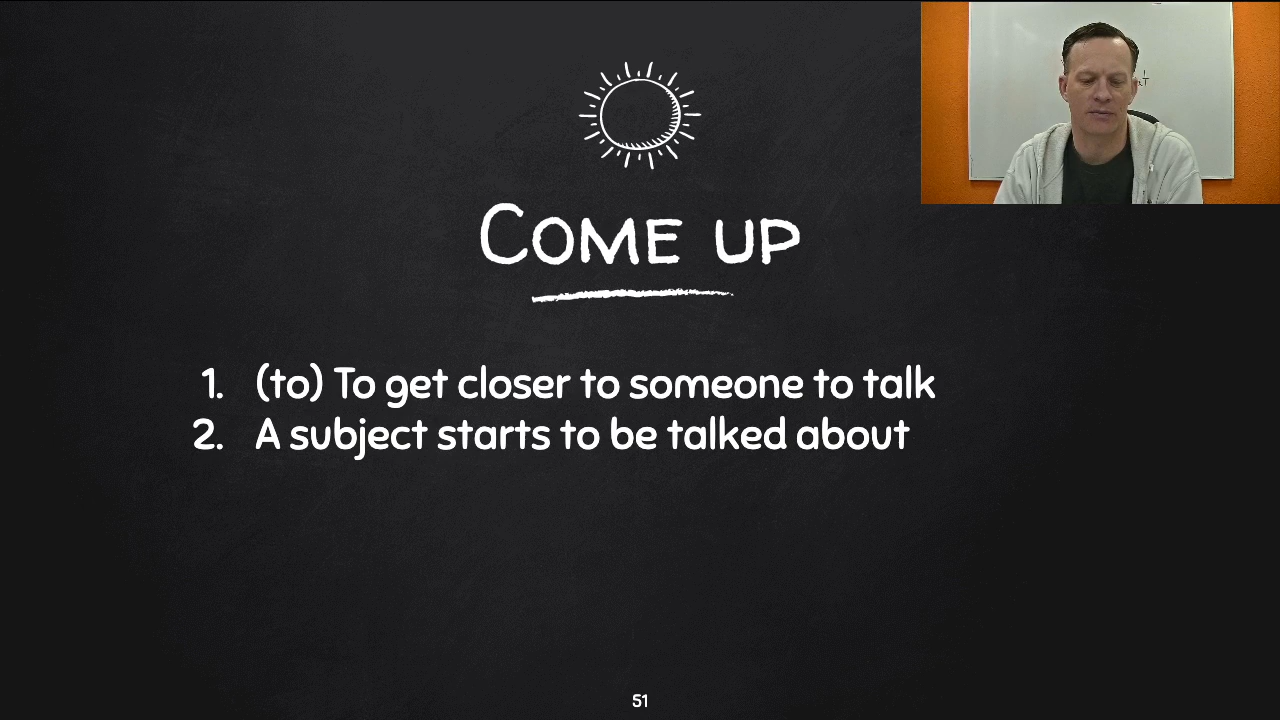 Come up
1. (to) To get closer to someone to talk
2. A subject starts to be talked about
51